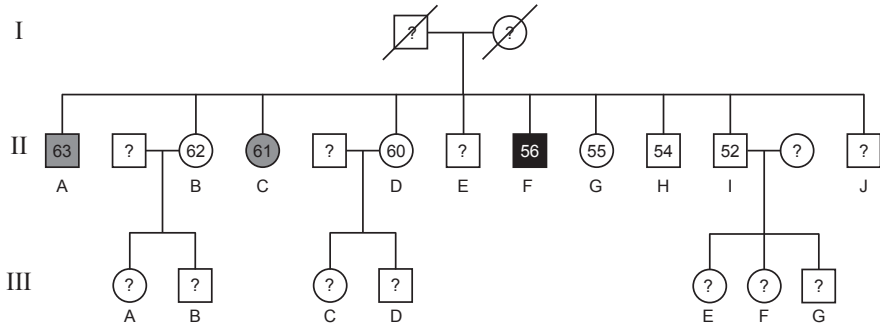 I ? ?
II 63 ? 62 61 ? 60 ? 56 55 54 52 ? ?
A B C D E F G H I J
III ? ? ? ? ? ? ?
A B C D E F G